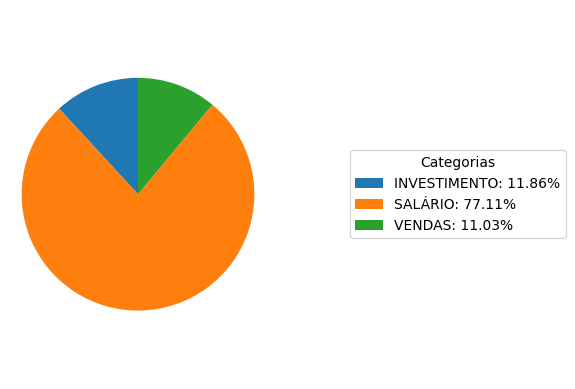 Categorias
INVESTIMENTO: 11.86%
SALÁRIO: 77.11%
VENDAS: 11.03%